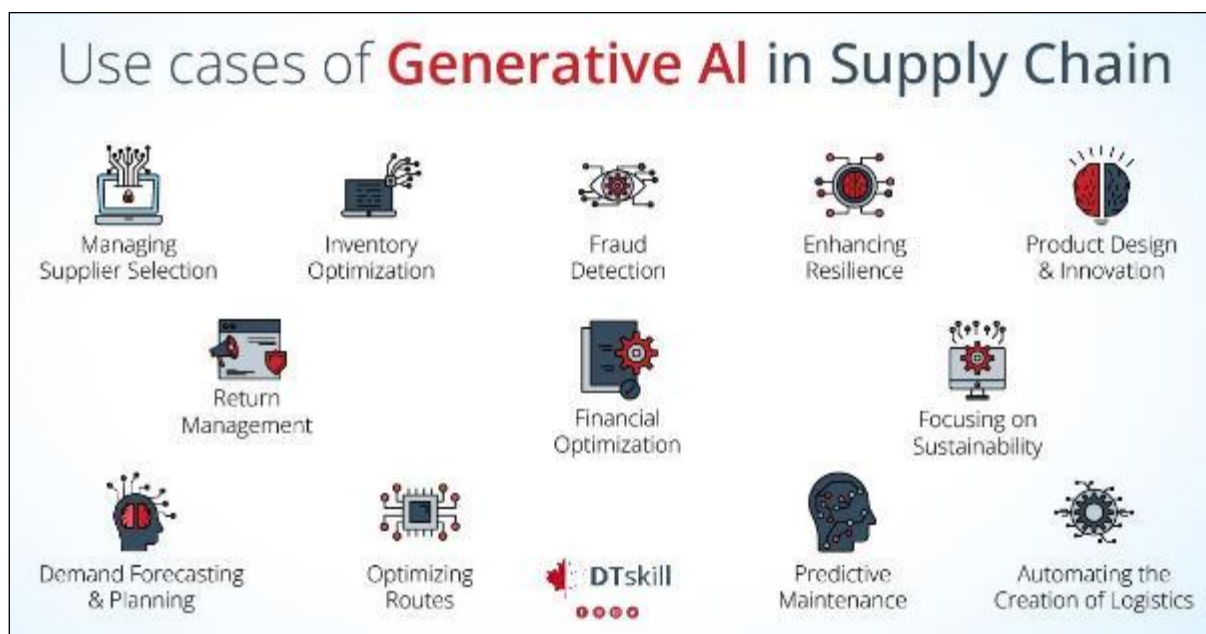 Use cases of Generative AI in Supply Chain
Managing
Supplier Selection
Inventory
Optimization
Fraud
Detection
Enhancing
Resilience
Product Design
& Innovation
Return
Management
Financial
Optimization
Focusing on
Sustainability
Demand Forecasting
& Planning
Optimizing
Routes
DTskill
Predictive
Maintenance
Automating the
Creation of Logistics